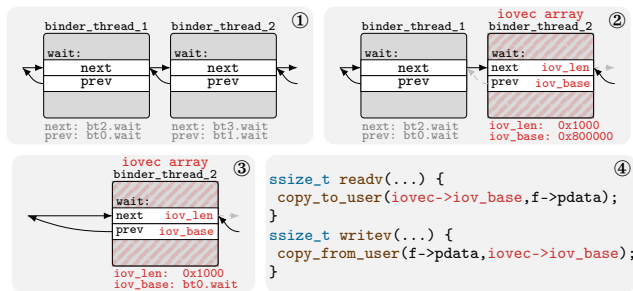 ①
binder_thread_1 binder_thread_2
wait: wait:
next next
prev prev
next: bt2.wait next: bt3.wait
prev: bt0.wait prev: bt1.wait
②
iovec array
binder_thread_1 binder_thread_2
wait: wait:
next next iov_len
prev prev iov_base
next: bt2.wait iov_len: 0x1000
prev: bt0.wait iov_base: 0x800000
③
iovec array
binder_thread_2
wait:
next iov_len
prev iov_base
iov_len: 0x1000
iov_base: bt0.wait
④
ssize_t readv(...) {
copy_to_user(iovec->iov_base,f->pdata);
}
ssize_t writev(...) {
copy_from_user(f->pdata,iovec->iov_base);
}